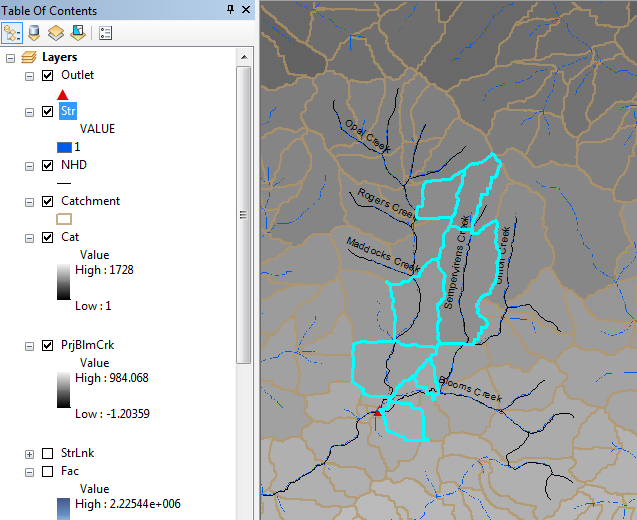 Table Of Contents
Layers
Outlet
Str
VALUE
1
NHD
Catchment
Cat
Value
High : 1728
Low : 1
PrjBlmCrk
Value
High : 984.068
Low : -1.20359
StrLnk
Fac
Value
High : 2.22544e+006
Opal Creek
Rogers Creek
Maddocks Creek
Sempervirens Creek
Creek
Blooms Creek